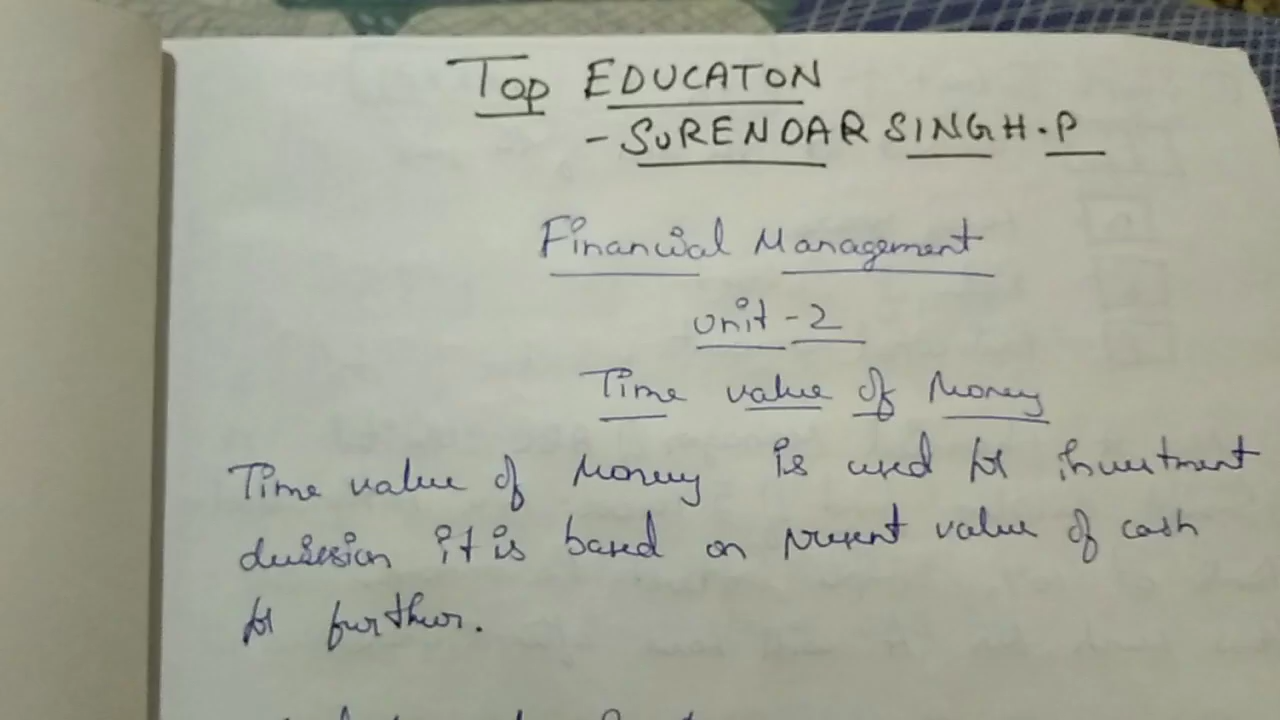 TOP EDUCATON
- SURENDAR SINGH.P
Financial Management
unit - 2
Time value of Money
Time value of Money is used for investment
decission it is based on present value of cash
for further.